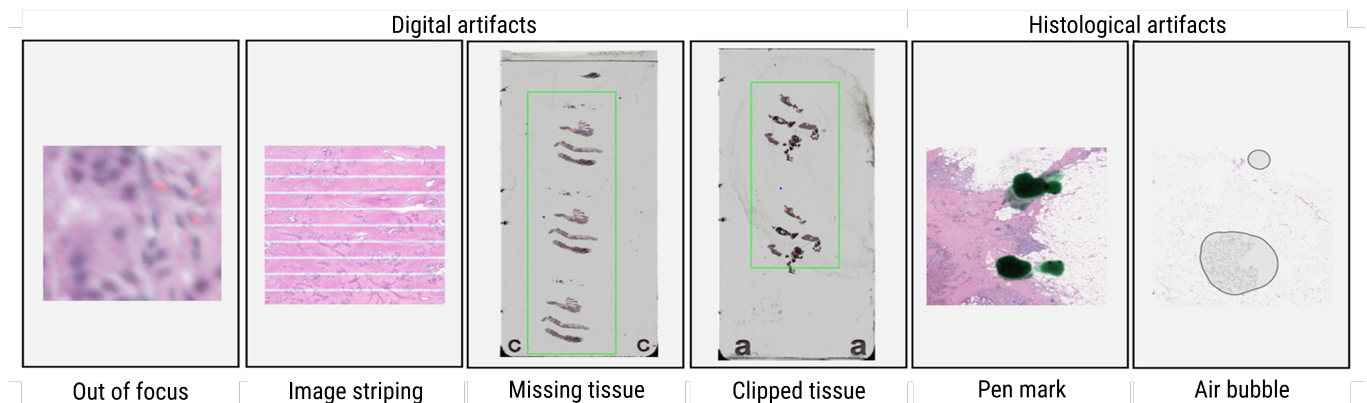 Digital artifacts
Histological artifacts
c
c
a
a
Out of focus
Image striping
Missing tissue
Clipped tissue
Pen mark
Air bubble